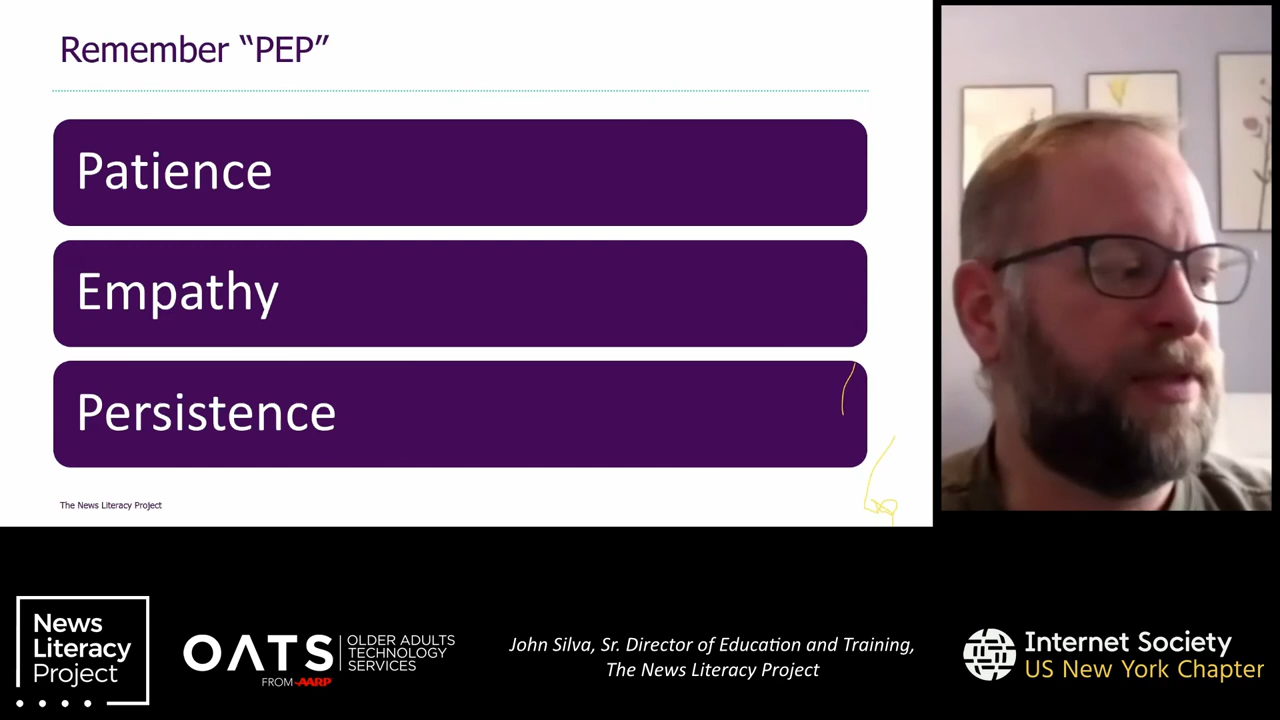 Remember “PEP”
Patience
Empathy
Persistence
The News Literacy Project
News
Literacy
Project
OATS
OLDER ADULTS
TECHNOLOGY
SERVICES
FROM AARP
John Silva, Sr. Director of Education and Training,
The News Literacy Project
Internet Society
US New York Chapter